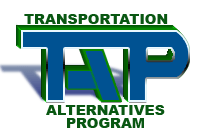 TRANSPORTATION
TAP
ALTERNATIVES
PROGRAM